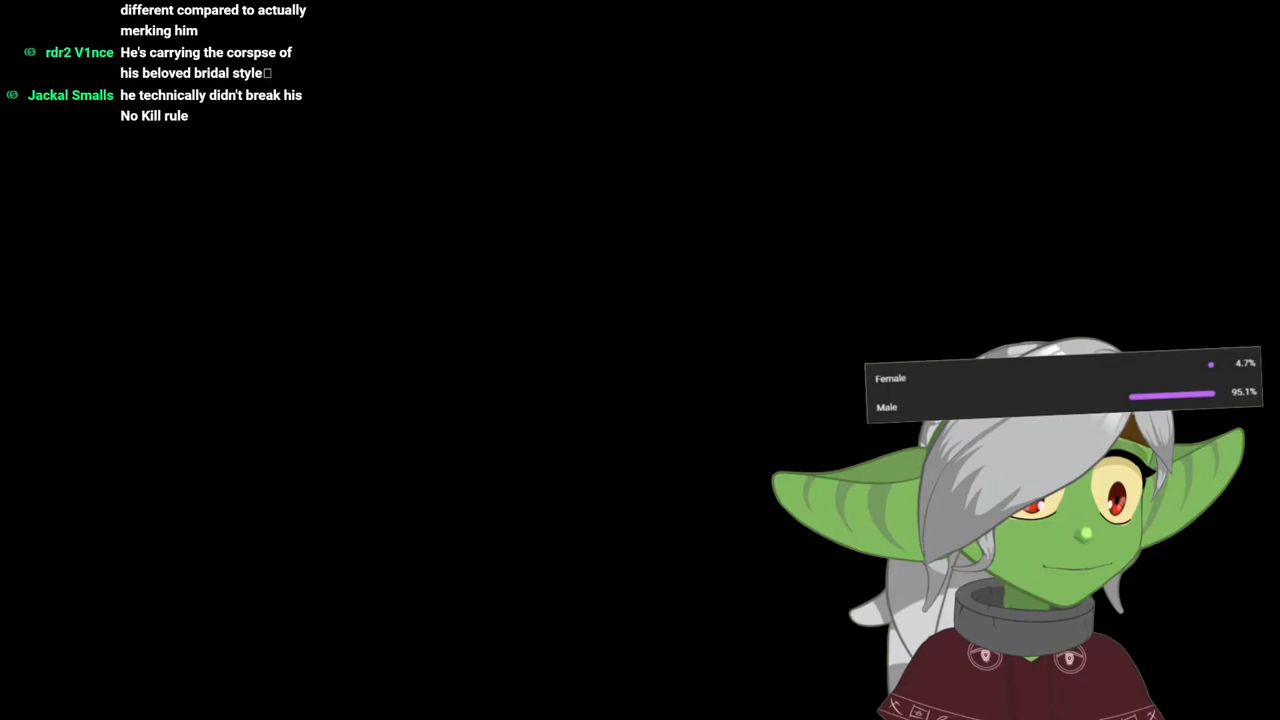 different compared to actually
merking him
rdr2 V1nce He's carrying the corspse of
his beloved bridal style
Jackal Smalls he technically didn't break his
No Kill rule
Female 4.7%
Male 95.1%